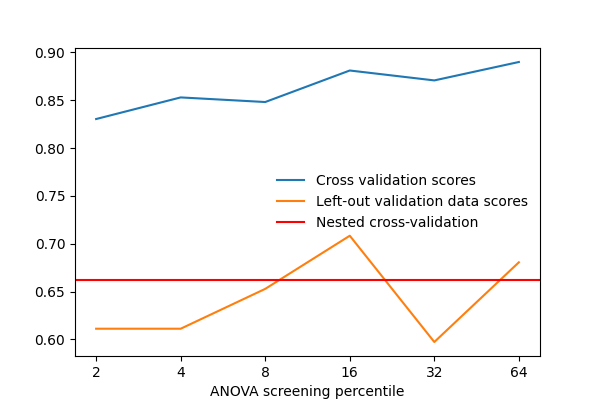 0.90
0.85
0.80
0.75
0.70
0.65
0.60
Cross validation scores
Left-out validation data scores
Nested cross-validation
2 4 8 16 32 64
ANOVA screening percentile